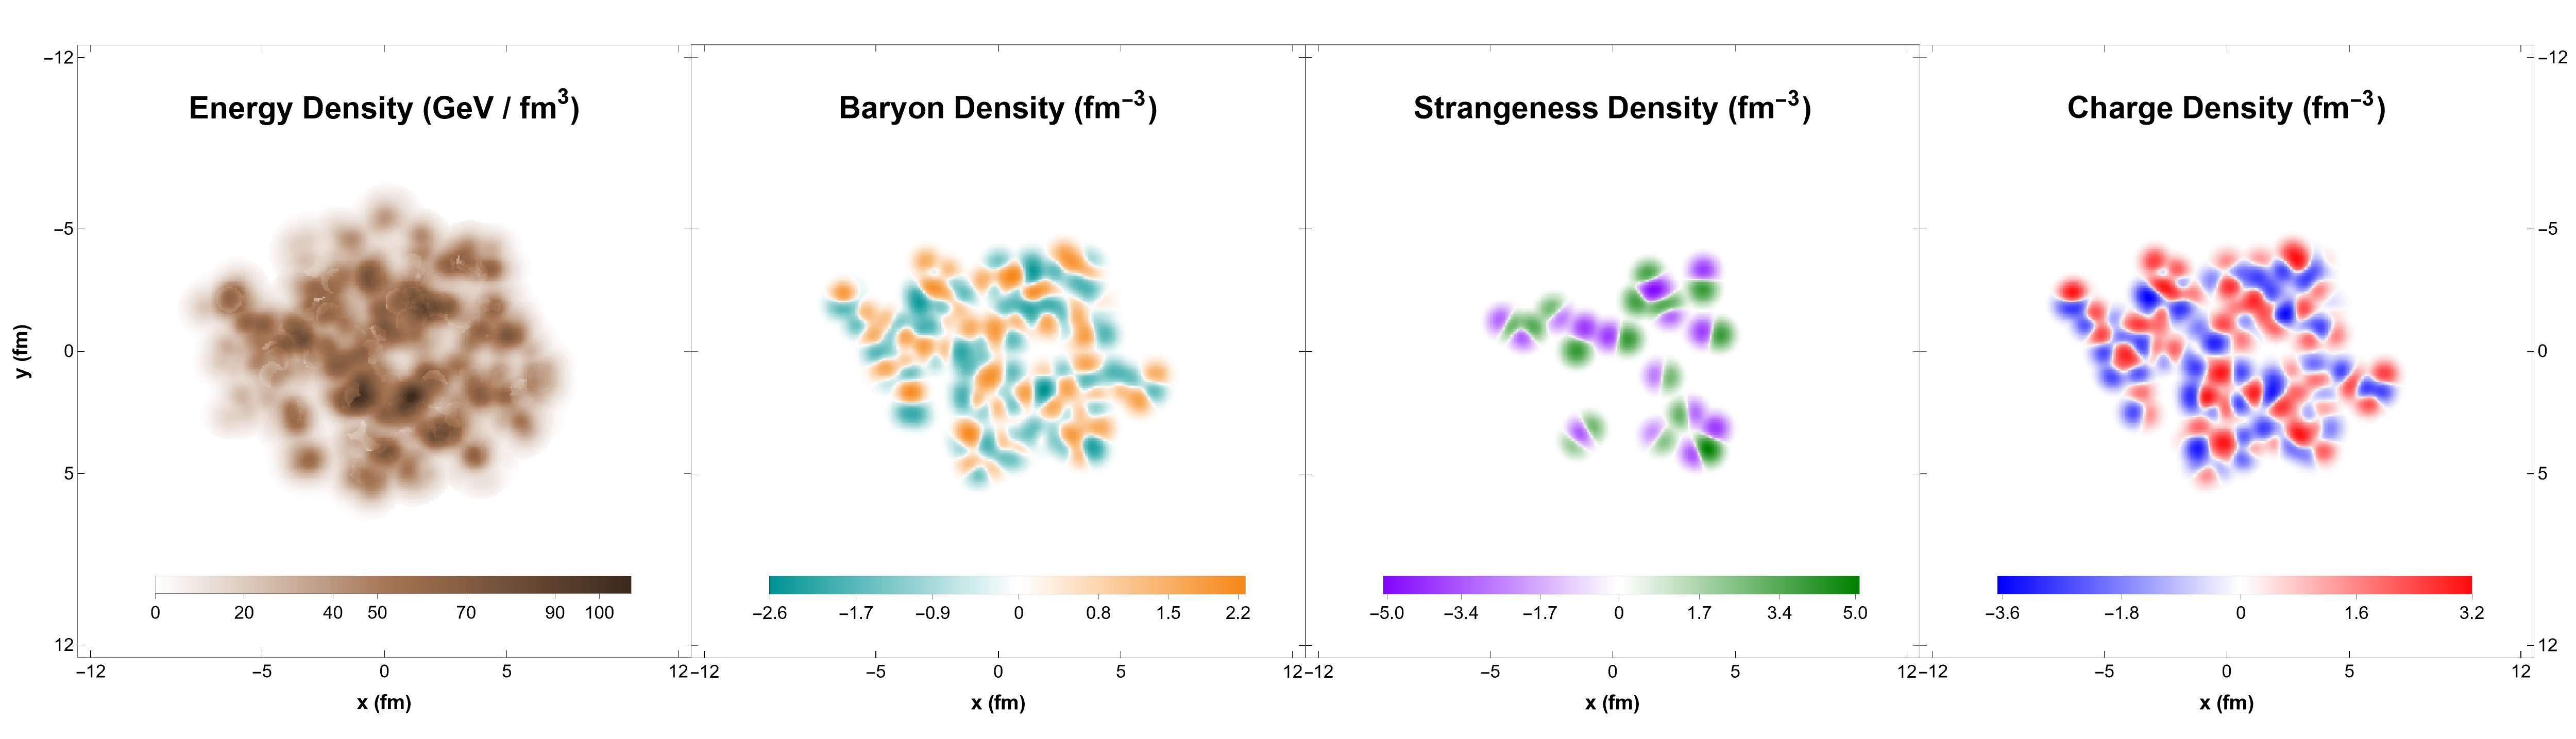 Energy Density (GeV / fm³)
Baryon Density (fm⁻³)
Strangeness Density (fm⁻³)
Charge Density (fm⁻³)
−12
−5
0
5
12
y (fm)
0 20 40 50 70 90 100
−2.6 −1.7 −0.9 0 0.8 1.5 2.2
−5.0 −3.4 −1.7 0 1.7 3.4 5.0
−3.6 −1.8 0 1.6 3.2
−12 −5 0 5 12
−12 −5 0 5 12
−12 −5 0 5 12
−12 −5 0 5 12
x (fm)
x (fm)
x (fm)
x (fm)
−12
−5
0
5
12